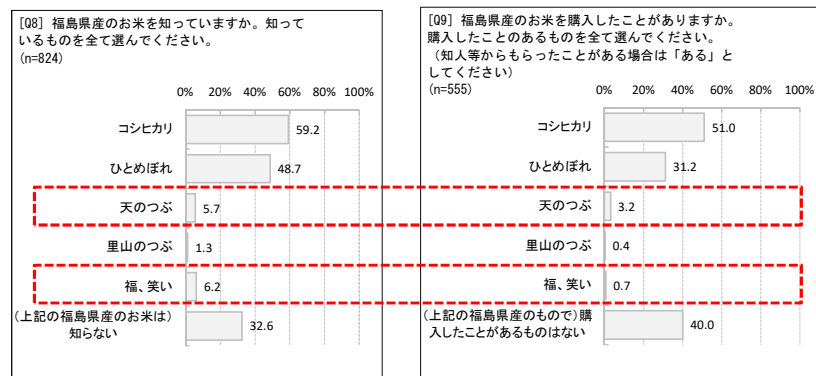 [Q8] 福島県産のお米を知っていますか。知って
いるものを全て選んでください。
(n=824)
0% 20% 40% 60% 80% 100%
コシヒカリ 59.2
ひとめぼれ 48.7
天のつぶ 5.7
里山のつぶ 1.3
福、笑い 6.2
(上記の福島県産のお米は)
知らない 32.6
[Q9] 福島県産のお米を購入したことがありますか。
購入したことのあるものを全て選んでください。
(知人等からもらったことがある場合は「ある」と
してください)
(n=555)
0% 20% 40% 60% 80% 100%
コシヒカリ 51.0
ひとめぼれ 31.2
天のつぶ 3.2
里山のつぶ 0.4
福、笑い 0.7
(上記の福島県産のもので)購
入したことがあるものはない 40.0